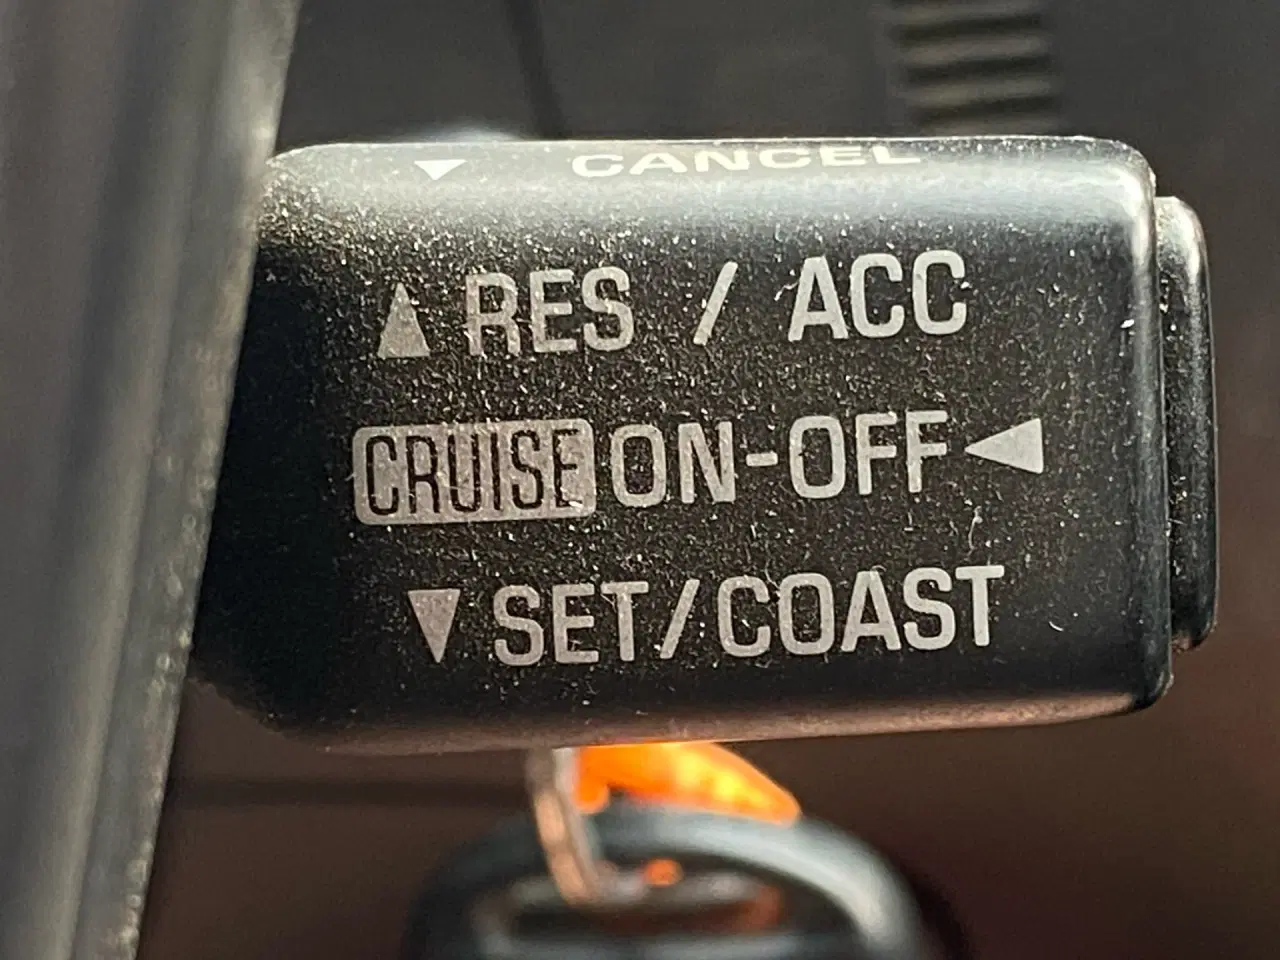 ▼ CANCEL
▲ RES / ACC
CRUISE ON-OFF ◀
▼ SET/COAST